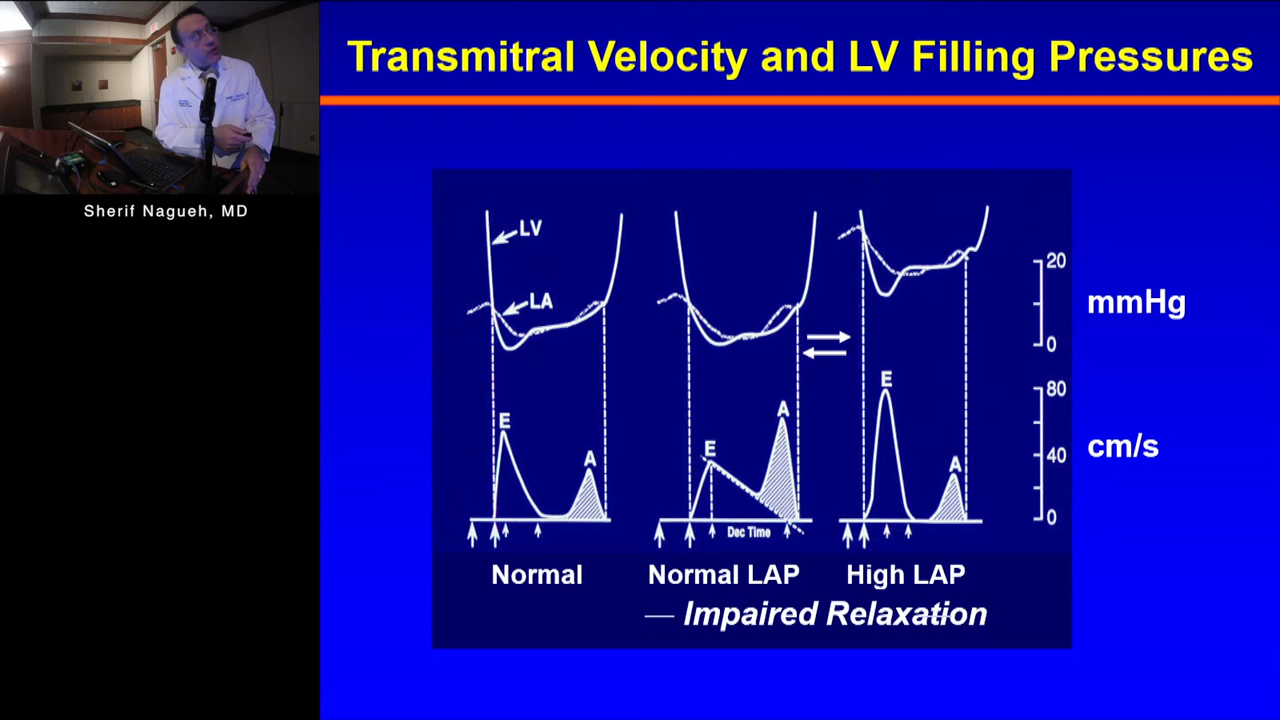 Transmitral Velocity and LV Filling Pressures
Sherif Nagueh, MD
LV
LA
20
mmHg
0
E
A
E
A
E
A
80
40
cm/s
0
Dec Time
Normal
Normal LAP
High LAP
Impaired Relaxation